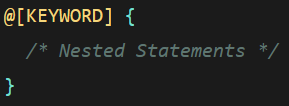 @[KEYWORD] {
/* Nested Statements */
}